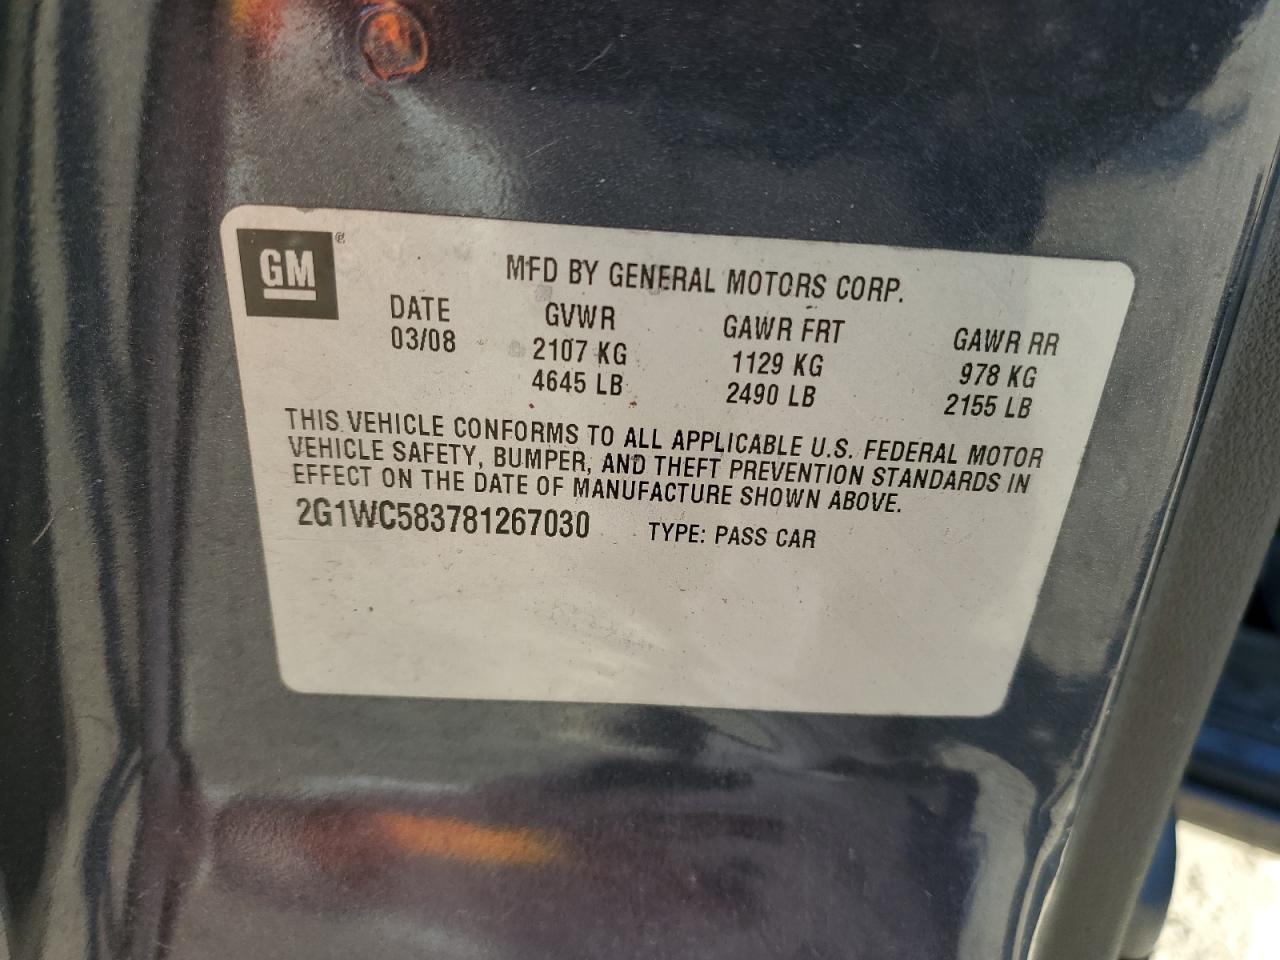 GM
MFD BY GENERAL MOTORS CORP.
DATE GVWR GAWR FRT GAWR RR
03/08 2107 KG 1129 KG 978 KG
4645 LB 2490 LB 2155 LB
THIS VEHICLE CONFORMS TO ALL APPLICABLE U.S. FEDERAL MOTOR
VEHICLE SAFETY, BUMPER, AND THEFT PREVENTION STANDARDS IN
EFFECT ON THE DATE OF MANUFACTURE SHOWN ABOVE.
2G1WC583781267030 TYPE: PASS CAR